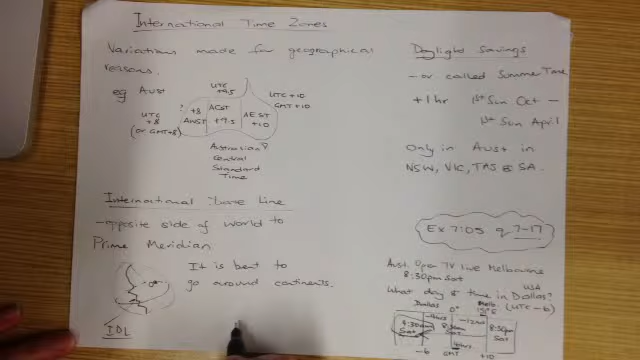 International Time Zones
Variations made for geographical
reasons.
eg Aust
UTC
+9.5
UTC+10
GMT+10
UTC
+8
(or GMT+8)
+8
AWST
ACST
+9.5
AEST
+10
Australian
Central
Standard
Time
International Date Line
-opposite side of world to
Prime Meridian
It is bent to
go around continents.
IDL
Daylight Savings
- or called Summer Time
+1hr 1st Sun Oct -
1st Sun April
Only in Aust in
NSW, VIC, TAS & SA.
Ex 7:05 q 7-17
Aust. Open TV live Melbourne
8:30pm Sat
USA
What day & time in Dallas?
(UTC -6)
Dallas
0°
Melb.
Sat
8:30pm
Sat
-6
GMT
+10